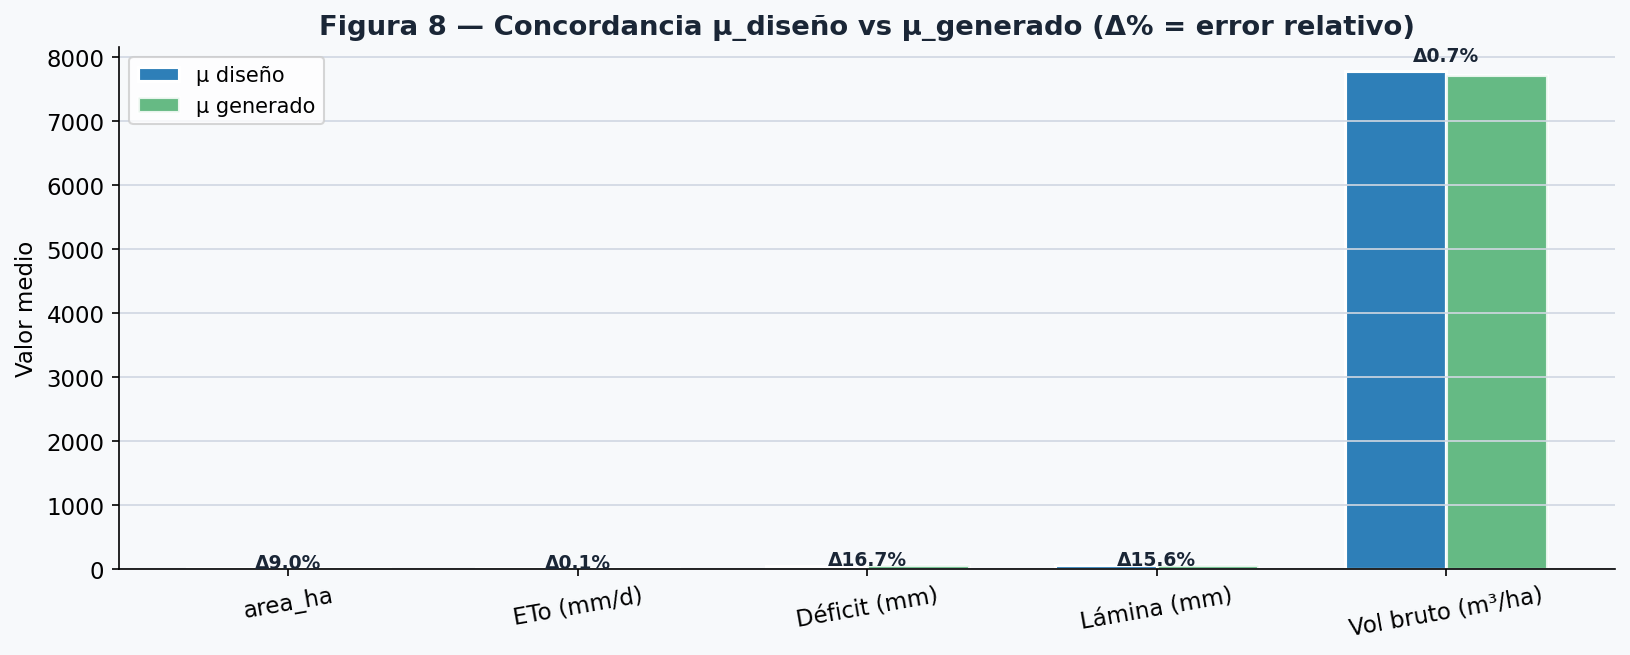 Figura 8 — Concordancia μ_diseño vs μ_generado (Δ% = error relativo)
μ diseño
μ generado
Valor medio
8000
7000
6000
5000
4000
3000
2000
1000
0
Δ9.0%
Δ0.1%
Δ16.7%
Δ15.6%
Δ0.7%
area_ha
ETo (mm/d)
Déficit (mm)
Lámina (mm)
Vol bruto (m³/ha)